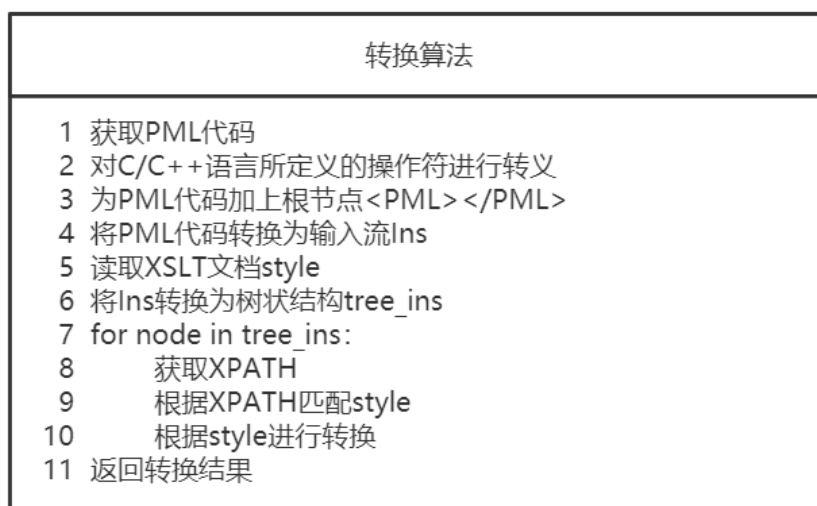 转换算法
1 获取PML代码
2 对C/C++语言所定义的操作符进行转义
3 为PML代码加上根节点<PML></PML>
4 将PML代码转换为输入流Ins
5 读取XSLT文档style
6 将Ins转换为树状结构tree_ins
7 for node in tree_ins:
8 获取XPATH
9 根据XPATH匹配style
10 根据style进行转换
11 返回转换结果